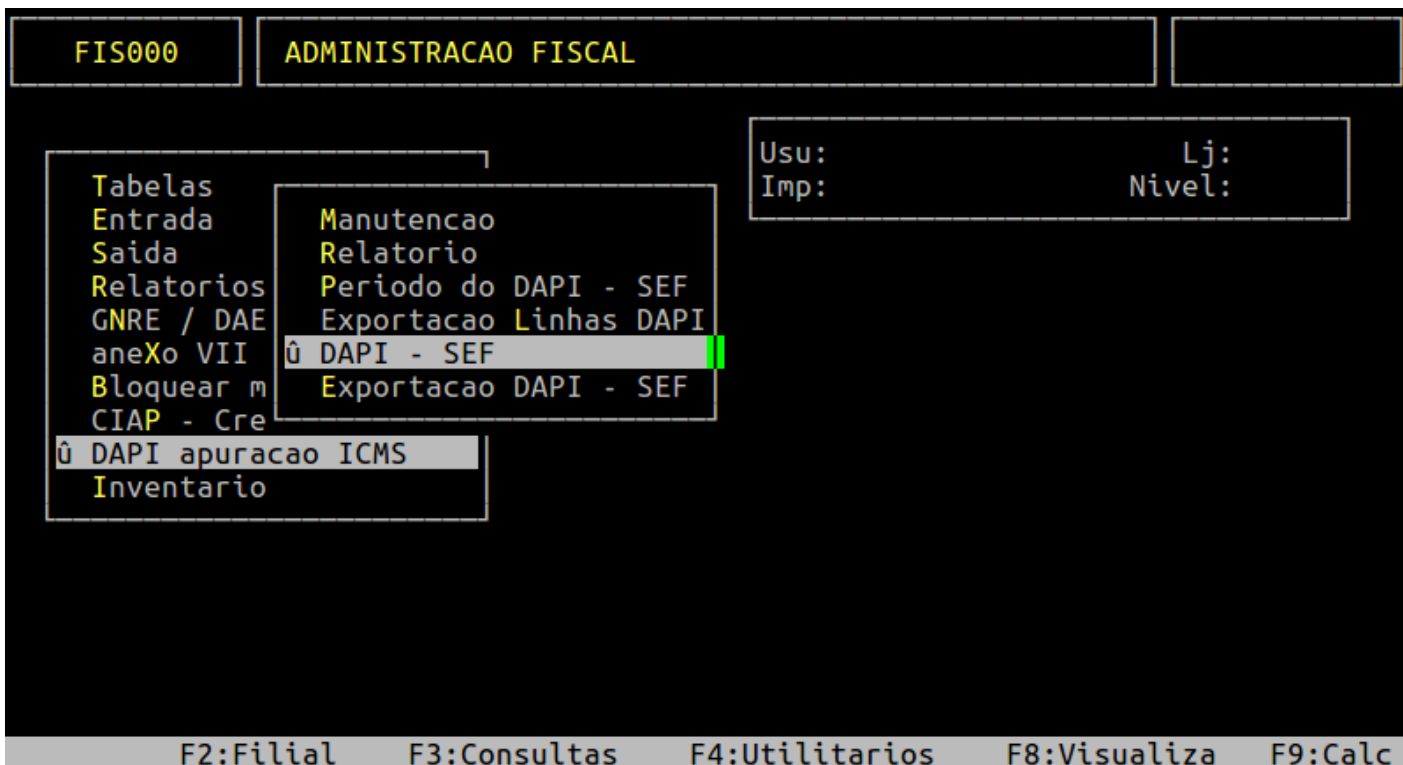 FIS000 ADMINISTRACAO FISCAL
Usu: Lj:
Imp: Nivel:
Tabelas
Entrada
Saida
Relatorios
GNRE / DAE
aneXo VII
Bloquear m
CIAP - Cre
û DAPI apuracao ICMS
Inventario
Manutencao
Relatorio
Periodo do DAPI - SEF
Exportacao Linhas DAPI
û DAPI - SEF
Exportacao DAPI - SEF
F2:Filial F3:Consultas F4:Utilitarios F8:Visualiza F9:Calc